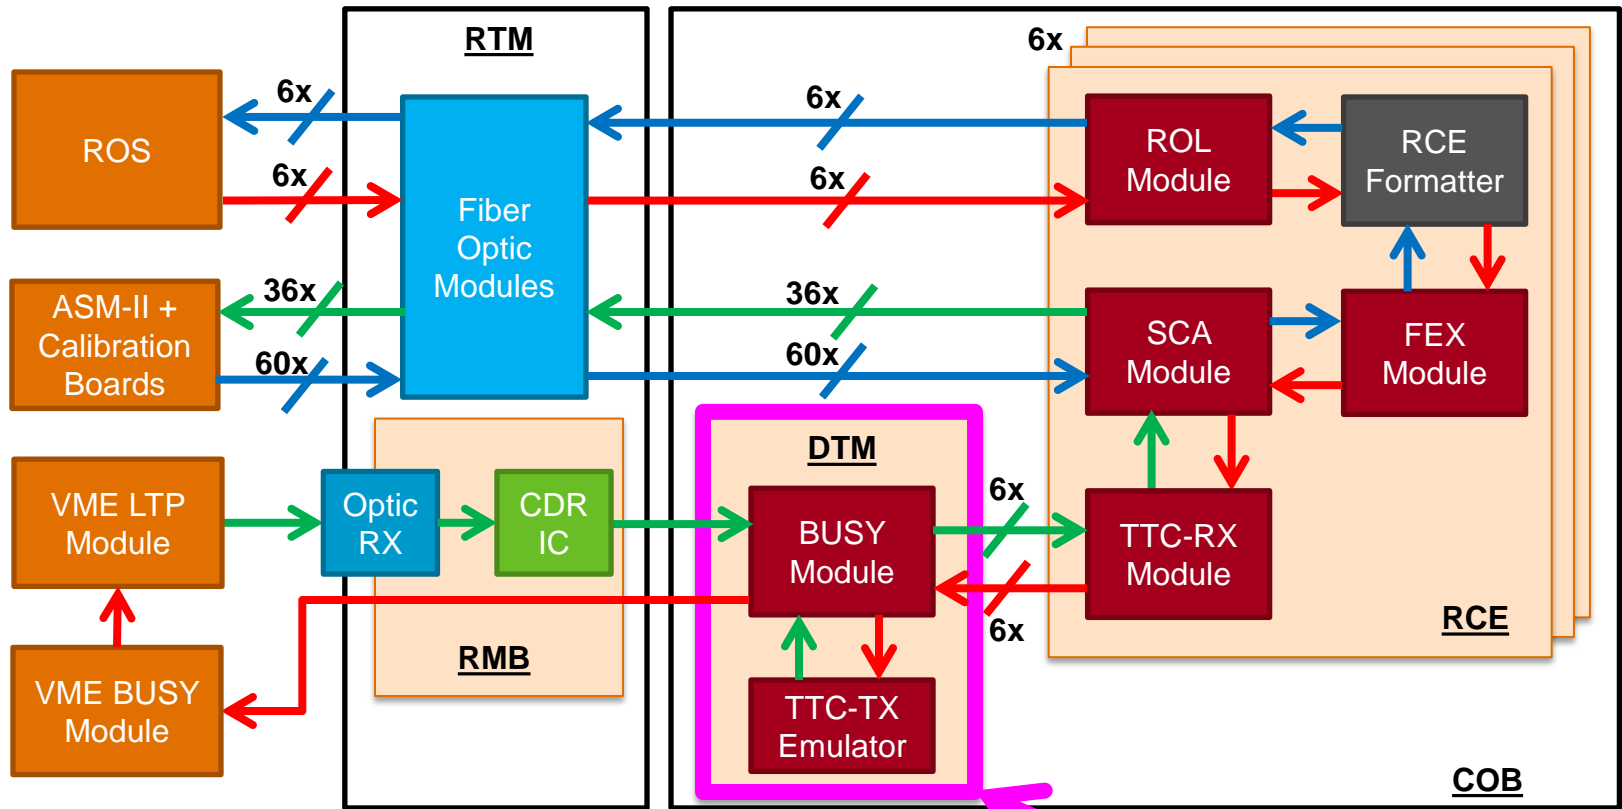 RTM
6x
6x
6x
ROS
ROL
Module
RCE
Formatter
6x
6x
Fiber
Optic
Modules
36x
36x
ASM-II +
Calibration
Boards
SCA
Module
FEX
Module
60x
60x
DTM
VME LTP
Module
Optic
RX
CDR
IC
BUSY
Module
6x
TTC-RX
Module
6x
RCE
RMB
VME BUSY
Module
TTC-TX
Emulator
COB